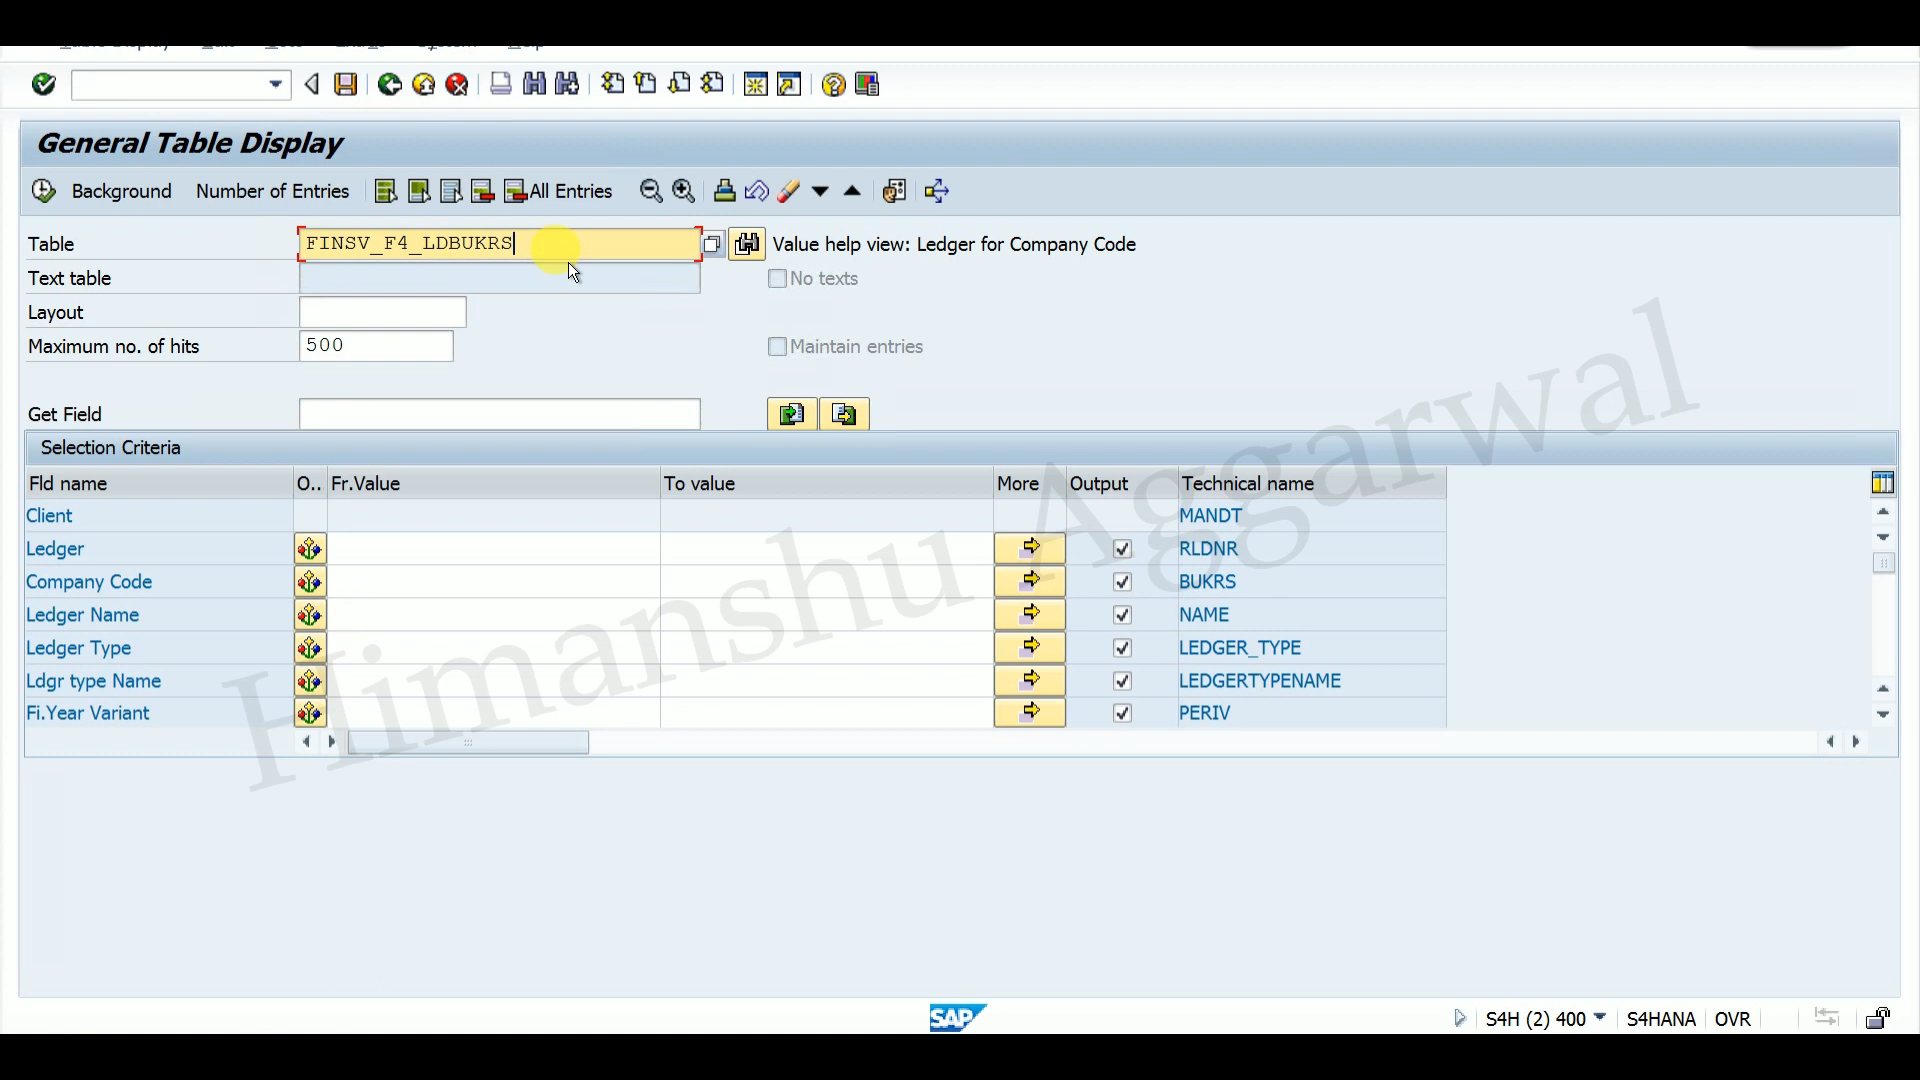 General Table Display
Background Number of Entries All Entries
Table FINSV_F4_LDBUKRS Value help view: Ledger for Company Code
Text table No texts
Layout
Maximum no. of hits 500 Maintain entries
Get Field
Selection Criteria
Fld name O.. Fr.Value To value More Output Technical name
Client MANDT
Ledger RLDNR
Company Code BUKRS
Ledger Name NAME
Ledger Type LEDGER_TYPE
Ldgr type Name LEDGERTYPENAME
Fi.Year Variant PERIV
Himanshu Aggarwal
SAP S4H (2) 400 S4HANA OVR